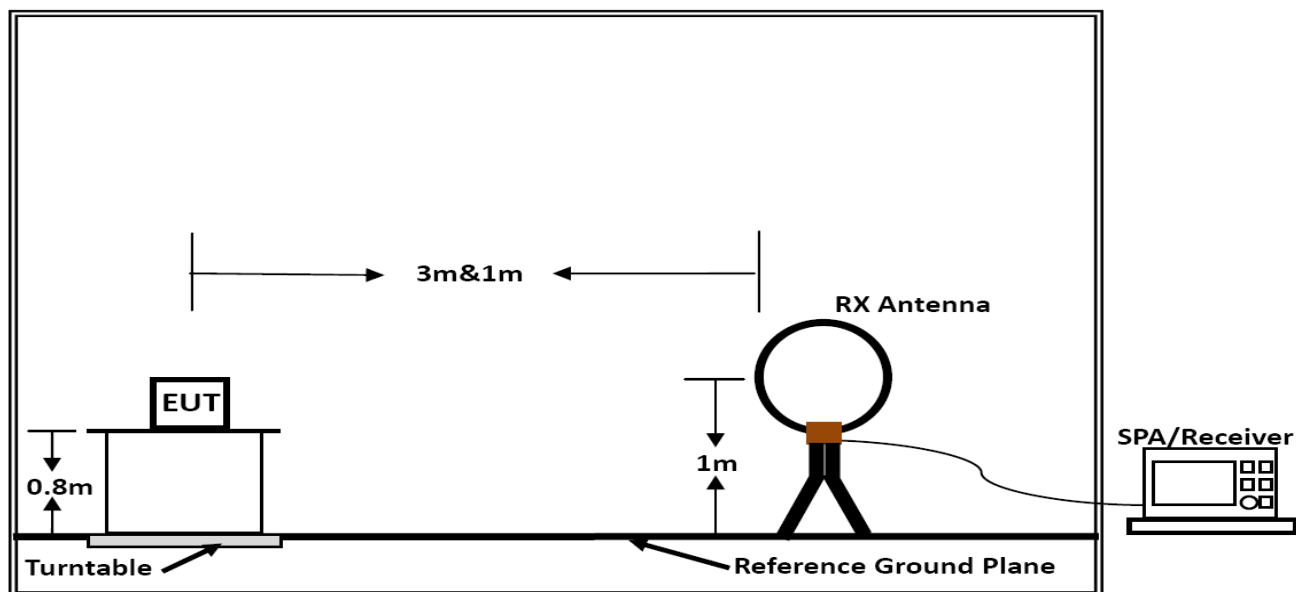 3m&1m
RX Antenna
EUT
SPA/Receiver
1m
0.8m
Turntable
Reference Ground Plane